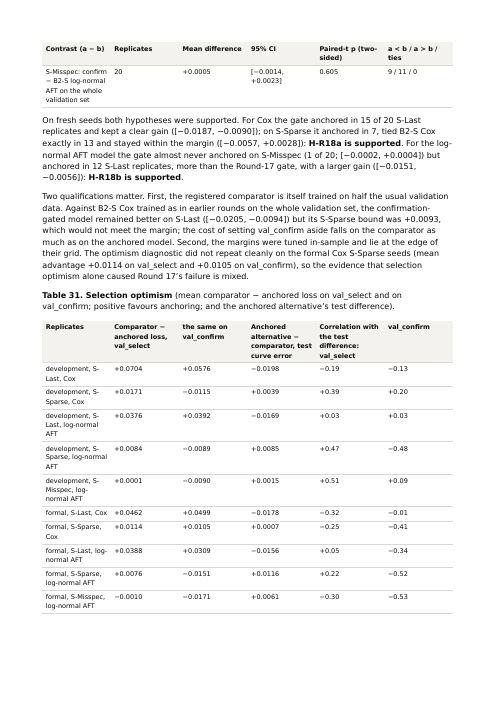 Contrast (a − b) Replicates Mean difference 95% CI Paired-t p (two-sided) a < b / a > b / ties
S-Misspec: confirm − B2-S log-normal AFT on the whole validation set 20 +0.0005 [−0.0014, +0.0023] 0.605 9 / 11 / 0
On fresh seeds both hypotheses were supported. For Cox the gate anchored in 15 of 20 S-Last
replicates and kept a clear gain ([−0.0187, −0.0090]); on S-Sparse it anchored in 7, tied B2-S Cox
exactly in 13 and stayed within the margin ([−0.0057, +0.0028]): H-R18a is supported. For the log-
normal AFT model the gate almost never anchored on S-Misspec (1 of 20; [−0.0002, +0.0004]) but
anchored in 12 S-Last replicates, more than the Round-17 gate, with a larger gain ([−0.0151,
−0.0056]): H-R18b is supported.
Two qualifications matter. First, the registered comparator is itself trained on half the usual validation
data. Against B2-S Cox trained as in earlier rounds on the whole validation set, the confirmation-
gated model remained better on S-Last ([−0.0205, −0.0094]) but its S-Sparse bound was +0.0093,
which would not meet the margin; the cost of setting val_confirm aside falls on the comparator as
much as on the anchored model. Second, the margins were tuned in-sample and lie at the edge of
their grid. The optimism diagnostic did not repeat cleanly on the formal Cox S-Sparse seeds (mean
advantage +0.0114 on val_select and +0.0105 on val_confirm), so the evidence that selection
optimism alone caused Round 17's failure is mixed.
Table 31. Selection optimism (mean comparator − anchored loss on val_select and on
val_confirm; positive favours anchoring; and the anchored alternative's test difference).
Replicates Comparator − anchored loss, val_select the same on val_confirm Anchored alternative − comparator, test curve error Correlation with the test difference: val_select val_confirm
development, S-Last, Cox +0.0704 +0.0576 −0.0198 −0.19 −0.13
development, S-Sparse, Cox +0.0171 −0.0115 +0.0039 +0.39 +0.20
development, S-Last, log-normal AFT +0.0376 +0.0392 −0.0169 +0.03 +0.03
development, S-Sparse, log-normal AFT +0.0084 −0.0089 +0.0085 +0.47 −0.48
development, S-Misspec, log-normal AFT +0.0001 −0.0090 +0.0015 +0.51 +0.09
formal, S-Last, Cox +0.0462 +0.0499 −0.0178 −0.32 −0.01
formal, S-Sparse, Cox +0.0114 +0.0105 +0.0007 −0.25 −0.41
formal, S-Last, log-normal AFT +0.0388 +0.0309 −0.0156 +0.05 −0.34
formal, S-Sparse, log-normal AFT +0.0076 −0.0151 +0.0116 +0.22 −0.52
formal, S-Misspec, log-normal AFT −0.0010 −0.0171 +0.0061 −0.30 −0.53